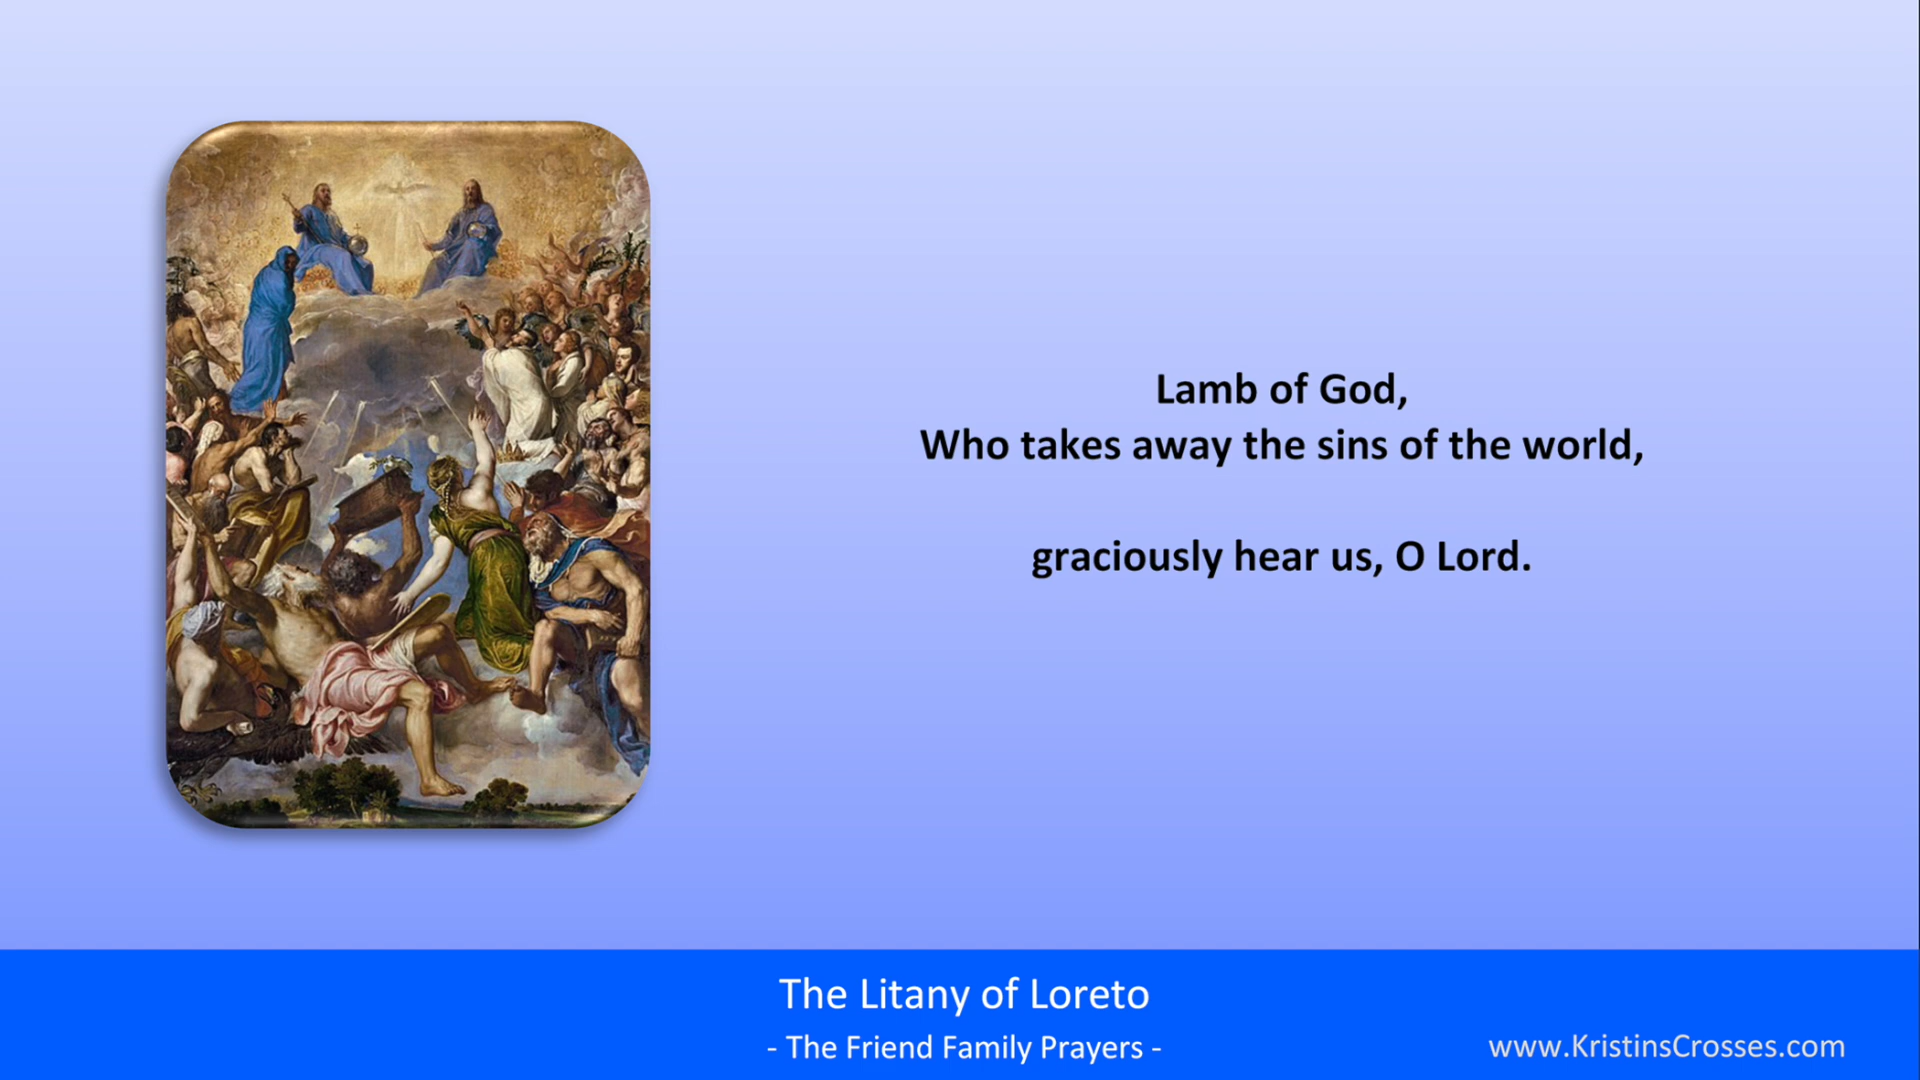 Lamb of God,
Who takes away the sins of the world,
graciously hear us, O Lord.
The Litany of Loreto
- The Friend Family Prayers -
www.KristinsCrosses.com